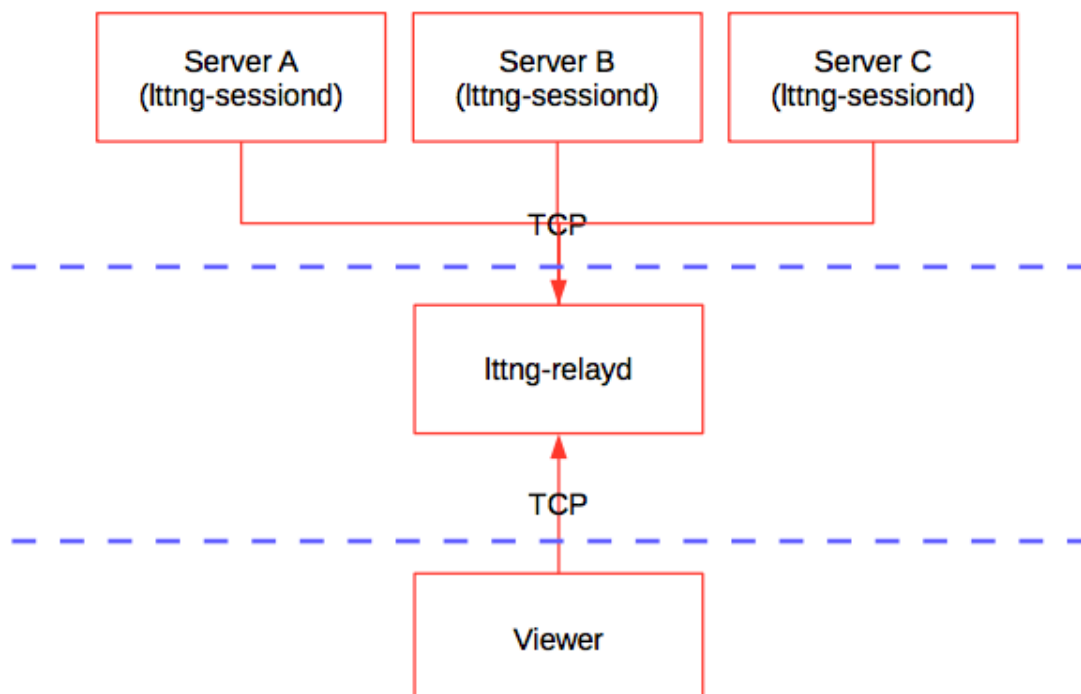 Server A
(lttng-sessiond)
Server B
(lttng-sessiond)
Server C
(lttng-sessiond)
TCP
lttng-relayd
TCP
Viewer